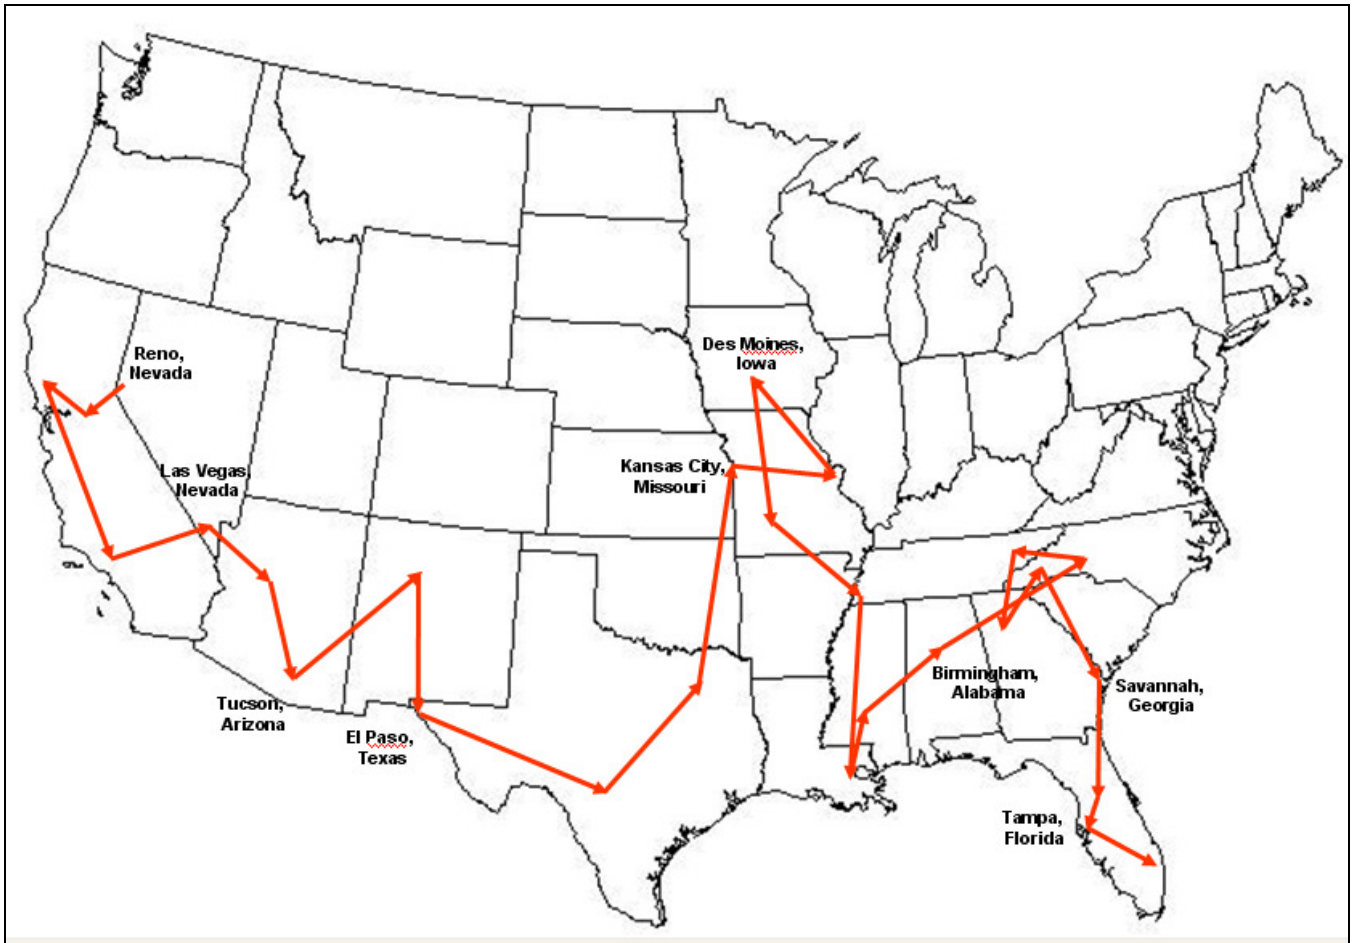 Reno,
Nevada
Des Moines,
Iowa
Las Vegas,
Nevada
Kansas City,
Missouri
Tucson,
Arizona
El Paso,
Texas
Birmingham,
Alabama
Savannah,
Georgia
Tampa,
Florida